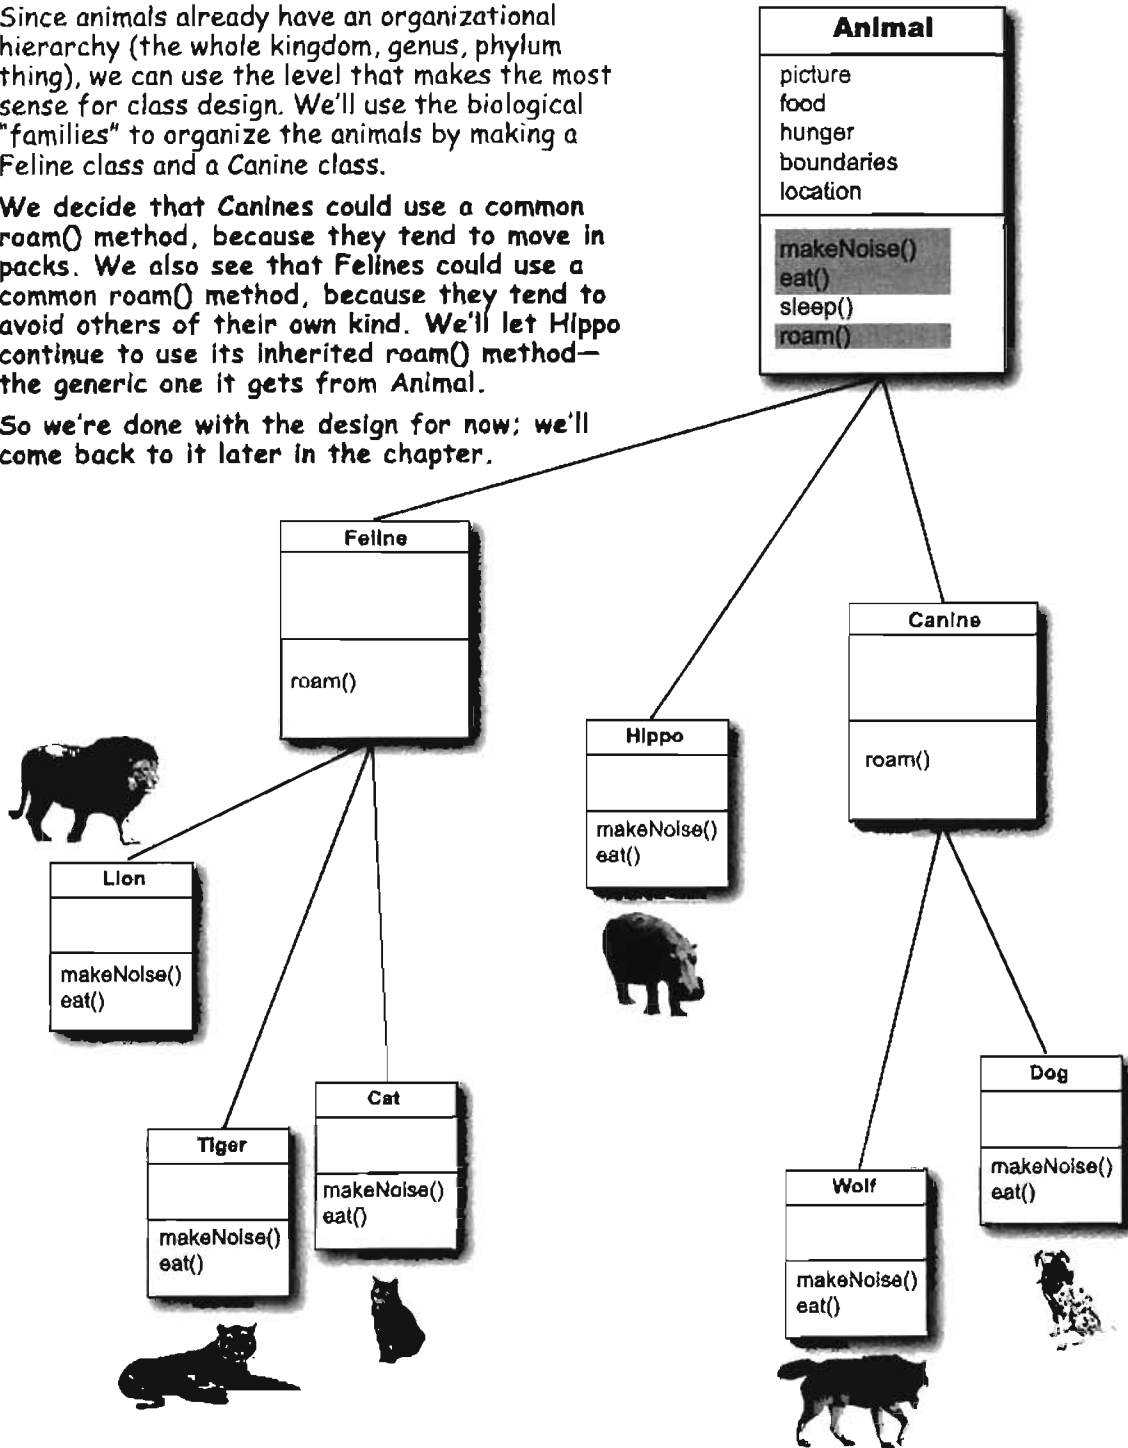 Since animals already have an organizational
hierarchy (the whole kingdom, genus, phylum
thing), we can use the level that makes the most
sense for class design. We'll use the biological
"families" to organize the animals by making a
Feline class and a Canine class.
We decide that Canines could use a common
roam() method, because they tend to move in
packs. We also see that Felines could use a
common roam() method, because they tend to
avoid others of their own kind. We'll let Hippo
continue to use its inherited roam() method—
the generic one it gets from Animal.
So we're done with the design for now; we'll
come back to it later in the chapter.
Animal
picture
food
hunger
boundaries
location
makeNoise()
eat()
sleep()
roam()
Feline
roam()
Canine
roam()
Hippo
makeNoise()
eat()
Lion
makeNoise()
eat()
Tiger
makeNoise()
eat()
Cat
makeNoise()
eat()
Wolf
makeNoise()
eat()
Dog
makeNoise()
eat()